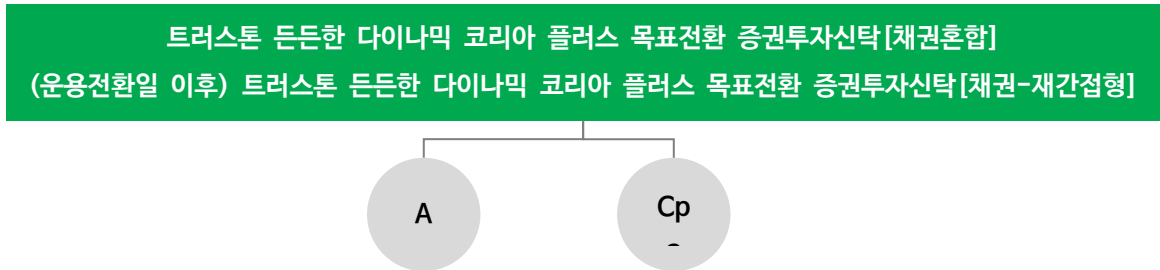 트러스톤 든든한 다이나믹 코리아 플러스 목표전환 증권투자신탁[채권혼합]
(운용전환일 이후) 트러스톤 든든한 다이나믹 코리아 플러스 목표전환 증권투자신탁[채권-재간접형]
A
Cp